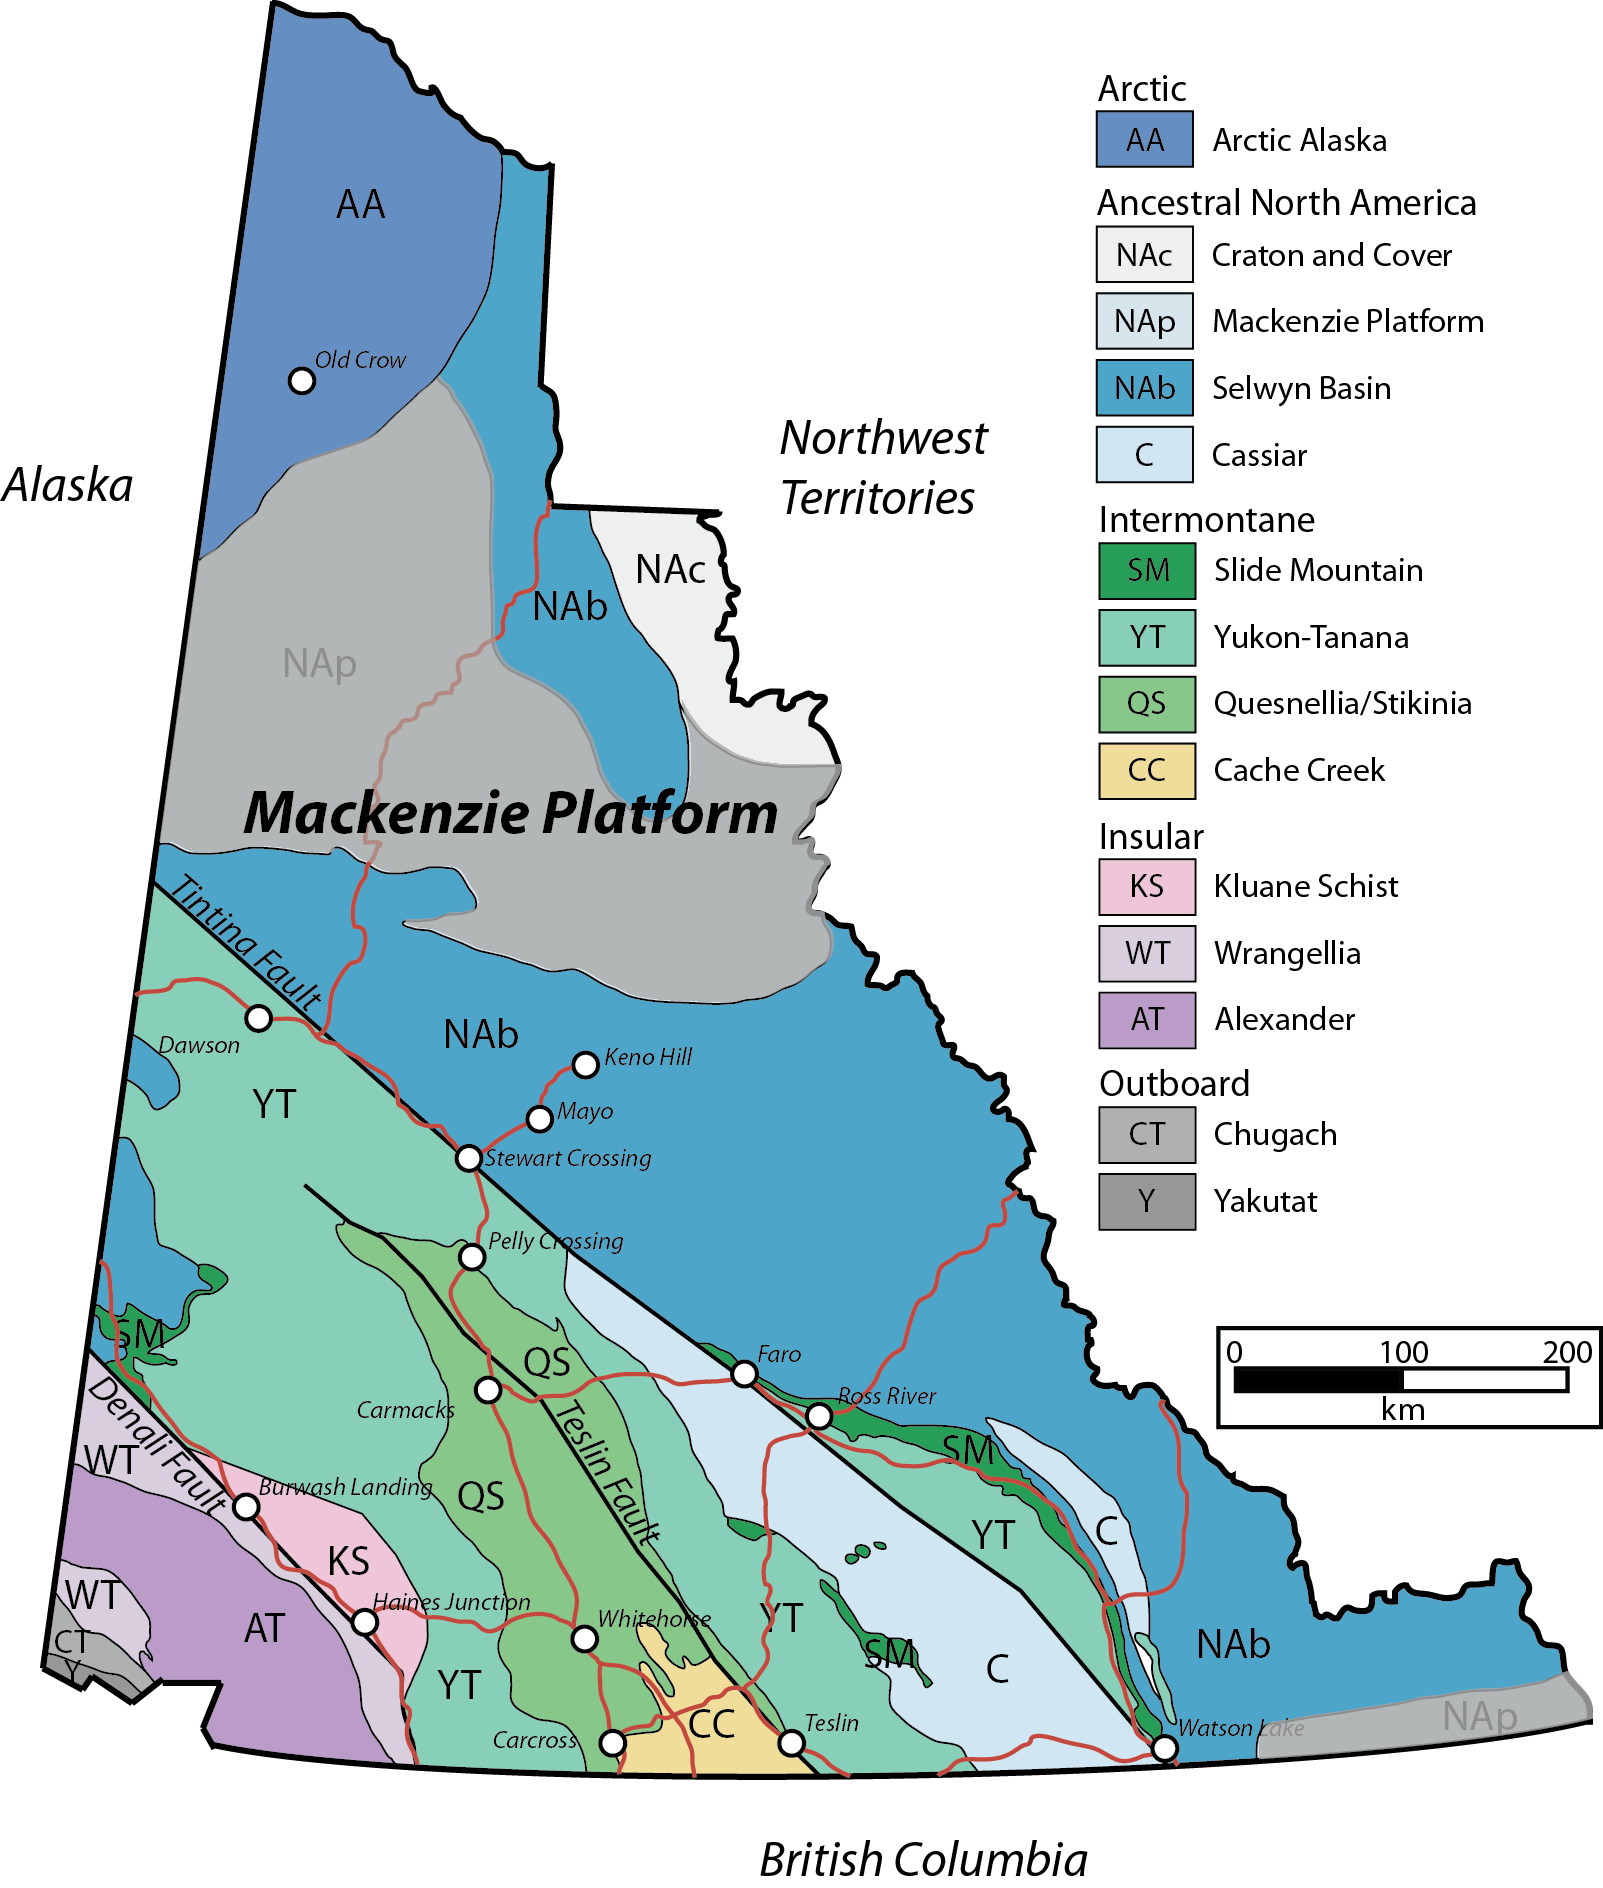 Arctic
AA Arctic Alaska
Ancestral North America
NAc Craton and Cover
NAp Mackenzie Platform
NAb Selwyn Basin
C Cassiar
Intermontane
SM Slide Mountain
YT Yukon-Tanana
QS Quesnellia/Stikinia
CC Cache Creek
Insular
KS Kluane Schist
WT Wrangellia
AT Alexander
Outboard
CT Chugach
Y Yakutat
0 100 200
km
AA
Old Crow
Alaska
Northwest
Territories
NAc
NAb
NAp
Mackenzie Platform
Tintina Fault
NAb
Dawson
Keno Hill
YT
Mayo
Stewart Crossing
Pelly Crossing
SM
QS
Faro
Denali Fault
Carmacks
Ross River
Teslin Fault
WT
SM
Burwash Landing
QS
YT
C
KS
WT
Haines Junction
Whitehorse
YT
AT
CT
SM
NAb
Y
YT
C
Carcross
CC
Teslin
Watson Lake
NAp
British Columbia